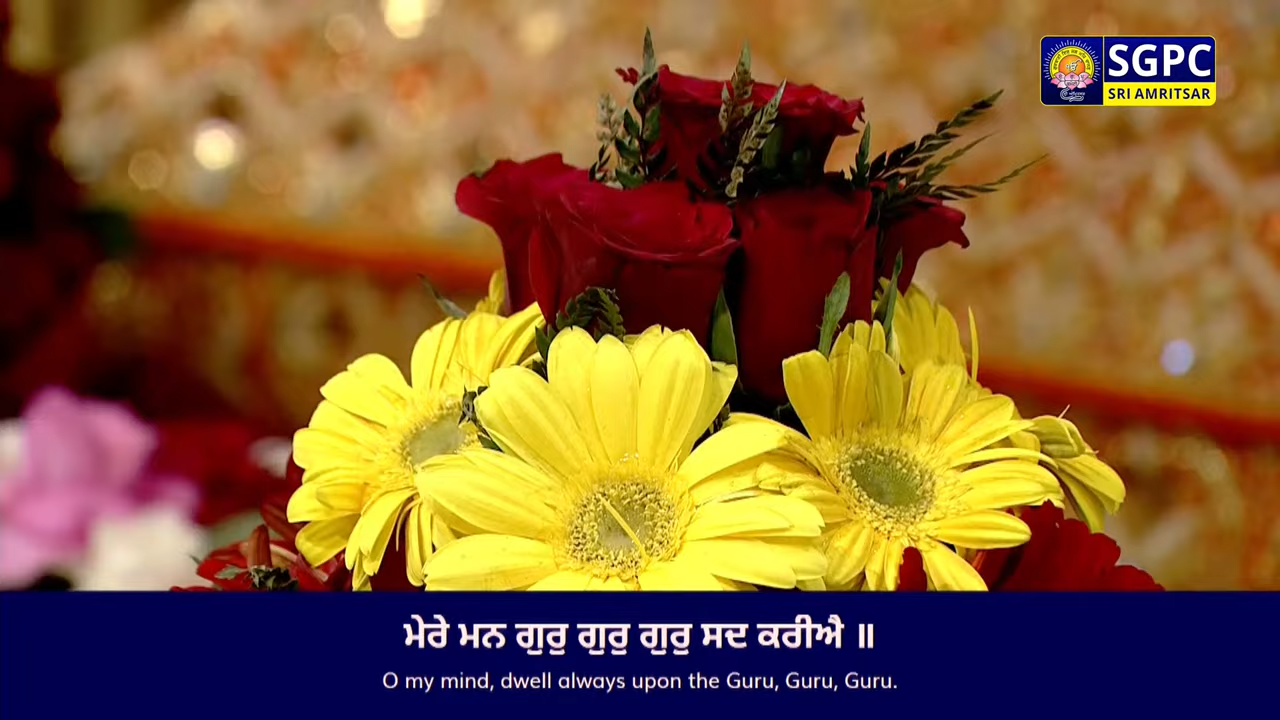 SGPC
SRI AMRITSAR
ਮੇਰੇ ਮਨ ਗੁਰੁ ਗੁਰੁ ਗੁਰੁ ਸਦ ਕਰੀਐ ॥
O my mind, dwell always upon the Guru, Guru, Guru.